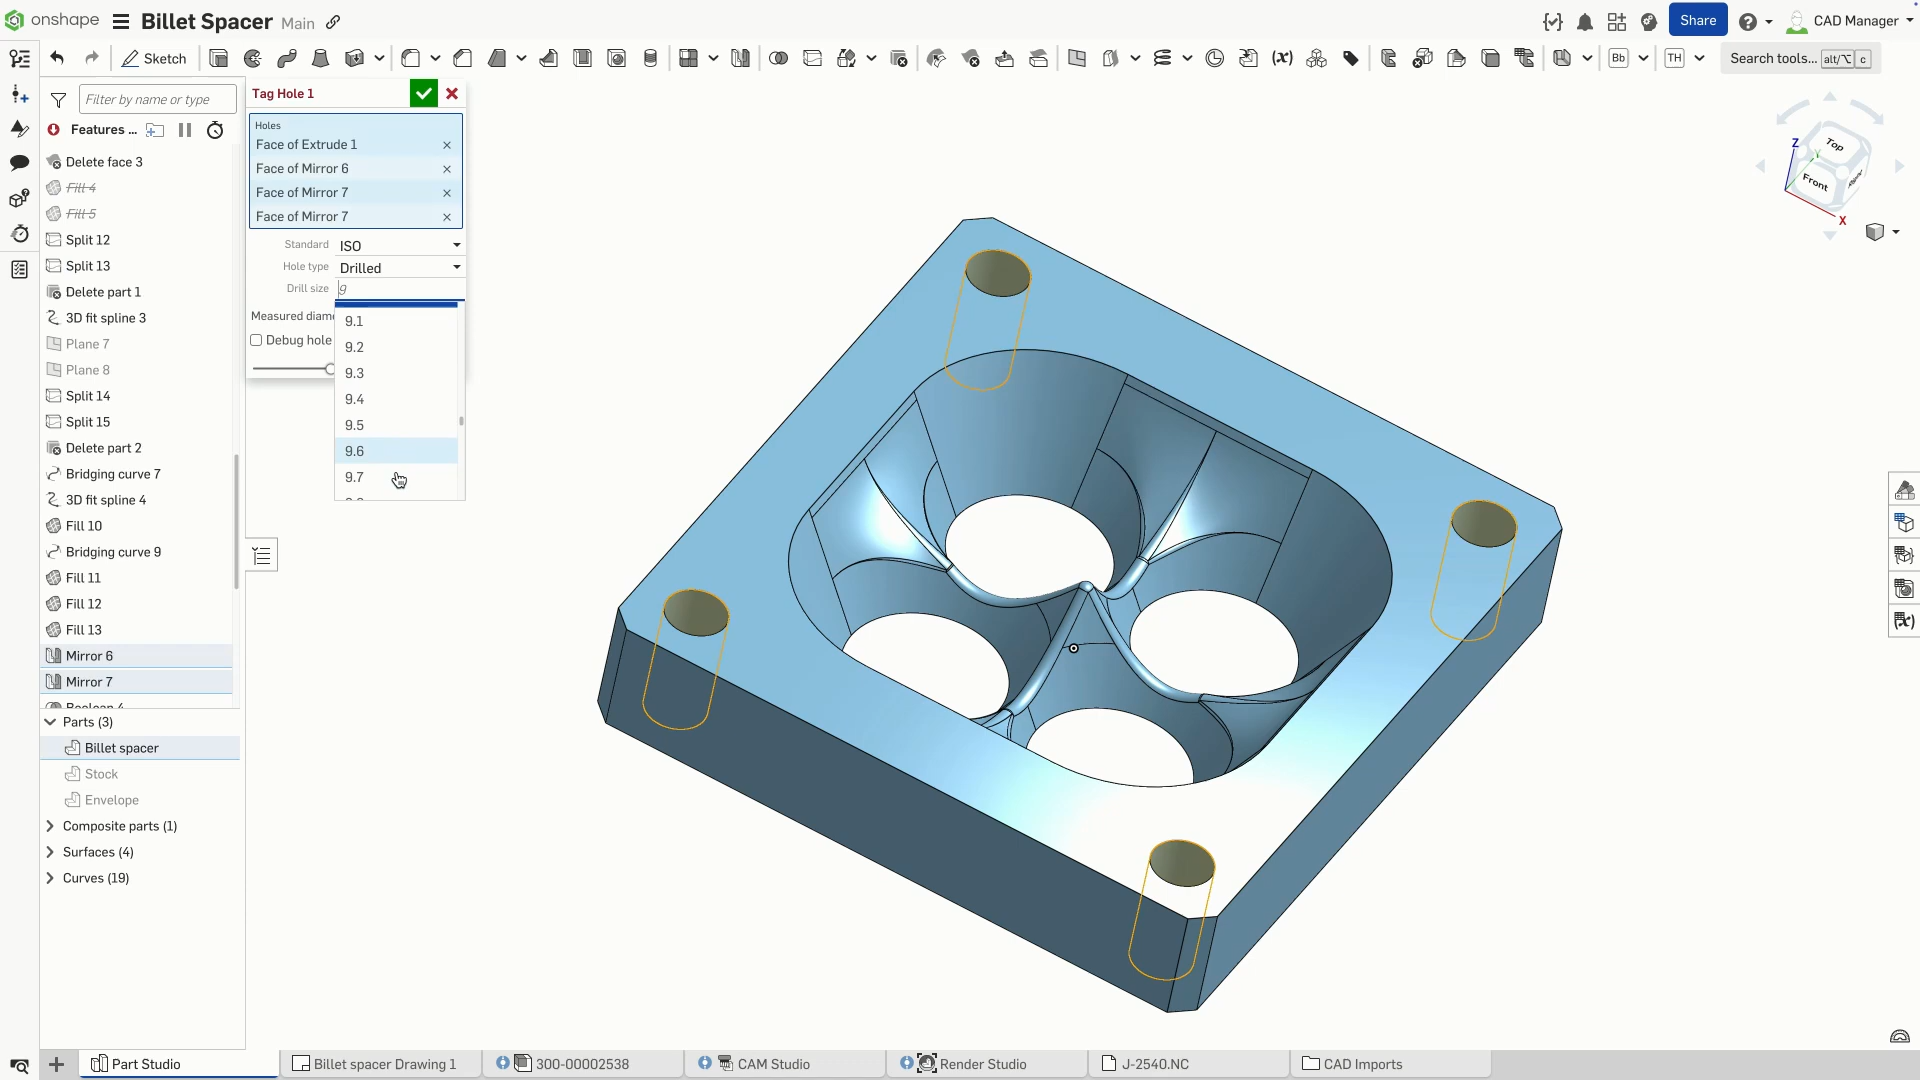 onshape Billet Spacer Main Share CAD Manager
Sketch Bb TH Search tools... alt/⌥ c
Filter by name or type
Features ...
Delete face 3
Fill 4
Fill 5
Split 12
Split 13
Delete part 1
3D fit spline 3
Plane 7
Plane 8
Split 14
Split 15
Delete part 2
Bridging curve 7
3D fit spline 4
Fill 10
Bridging curve 9
Fill 11
Fill 12
Fill 13
Mirror 6
Mirror 7
Boolean 4
Parts (3)
Billet spacer
Stock
Envelope
Composite parts (1)
Surfaces (4)
Curves (19)
Tag Hole 1
Holes
Face of Extrude 1
Face of Mirror 6
Face of Mirror 7
Face of Mirror 7
Standard ISO
Hole type Drilled
Drill size 9
Measured diame
Debug hole
9.1
9.2
9.3
9.4
9.5
9.6
9.7
Z
Y
Top
Front
X
(x)
Part Studio Billet spacer Drawing 1 300-00002538 CAM Studio Render Studio J-2540.NC CAD Imports